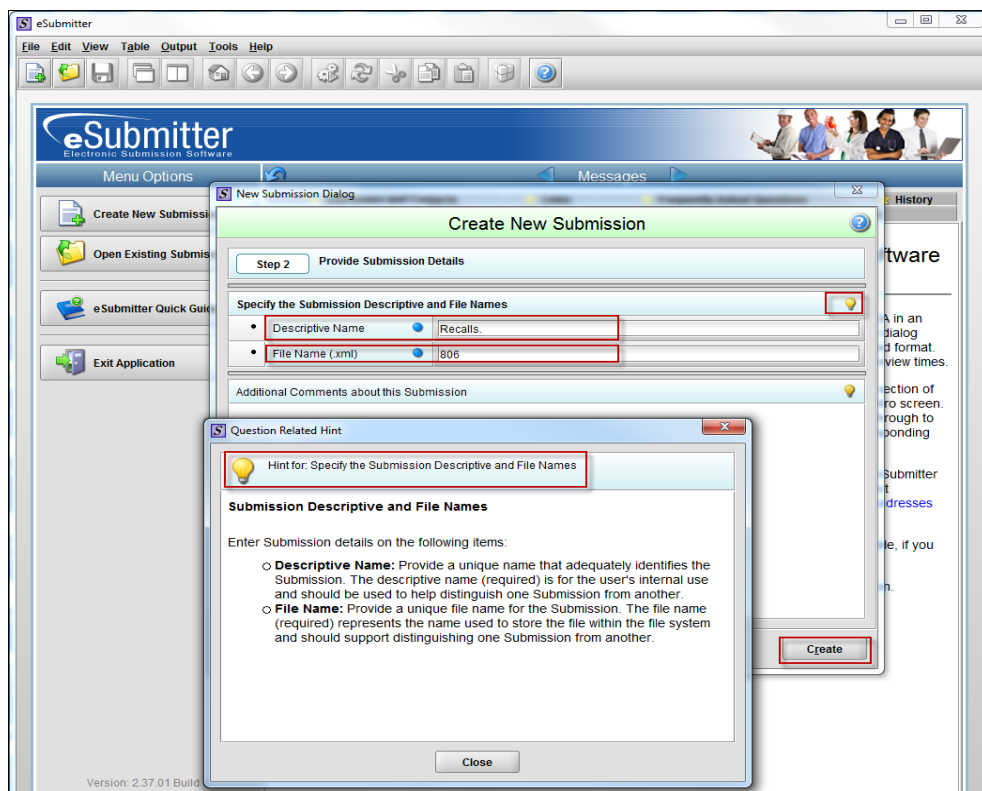 eSubmitter
File Edit View Table Output Tools Help
eSubmitter
Electronic Submission Software
Menu Options
Messages
New Submission Dialog
History
Create New Submissi
Create New Submission
Open Existing Submis
Step 2 Provide Submission Details
ftware
eSubmitter Quick Guid
Specify the Submission Descriptive and File Names
Descriptive Name Recalls.
File Name (.xml) 806
Exit Application
A in an
dialog
d format.
view times.
Additional Comments about this Submission
ection of
ro screen.
rough to
ponding
Submitter
t
dresses
le, if you
n.
Question Related Hint
Hint for: Specify the Submission Descriptive and File Names
Submission Descriptive and File Names
Enter Submission details on the following items:
Descriptive Name: Provide a unique name that adequately identifies the
Submission. The descriptive name (required) is for the user's internal use
and should be used to help distinguish one Submission from another.
File Name: Provide a unique file name for the Submission. The file name
(required) represents the name used to store the file within the file system
and should support distinguishing one Submission from another.
Create
Close
Version: 2.37.01 Build